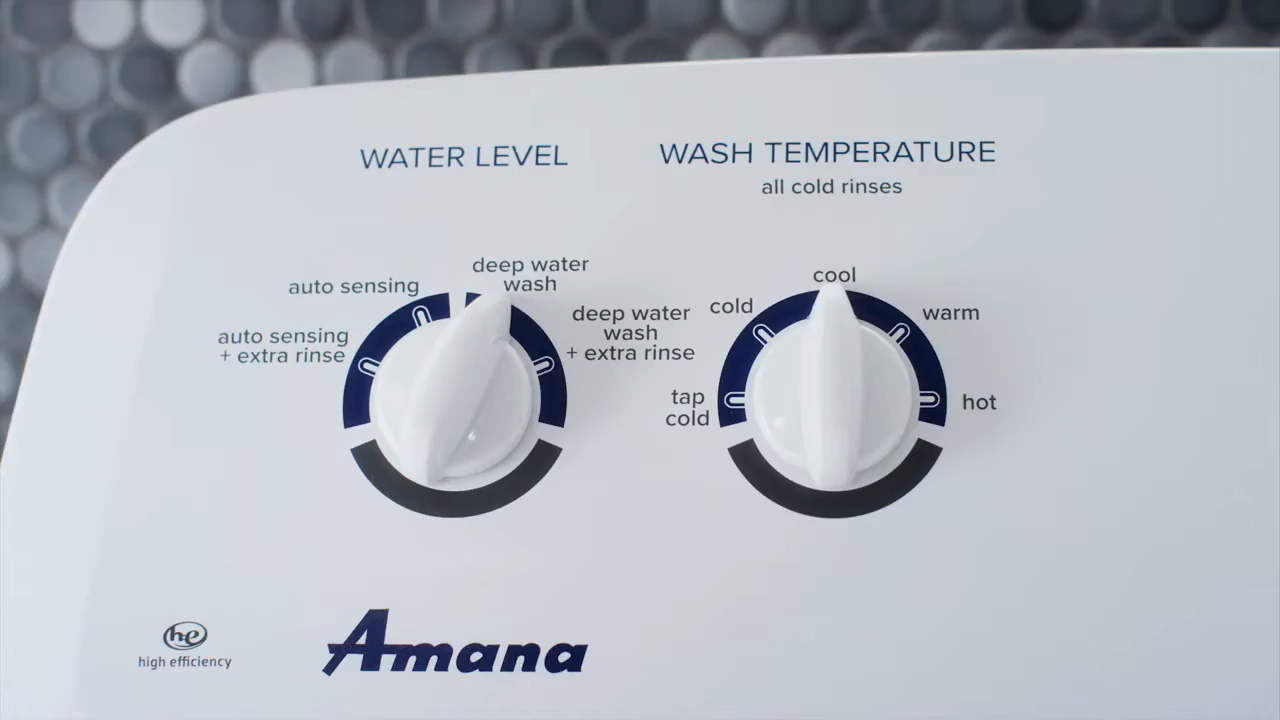 WATER LEVEL
WASH TEMPERATURE
all cold rinses
auto sensing
+ extra rinse
auto sensing
deep water
wash
deep water
wash
+ extra rinse
tap
cold
cold
cool
warm
hot
he
high efficiency
Amana